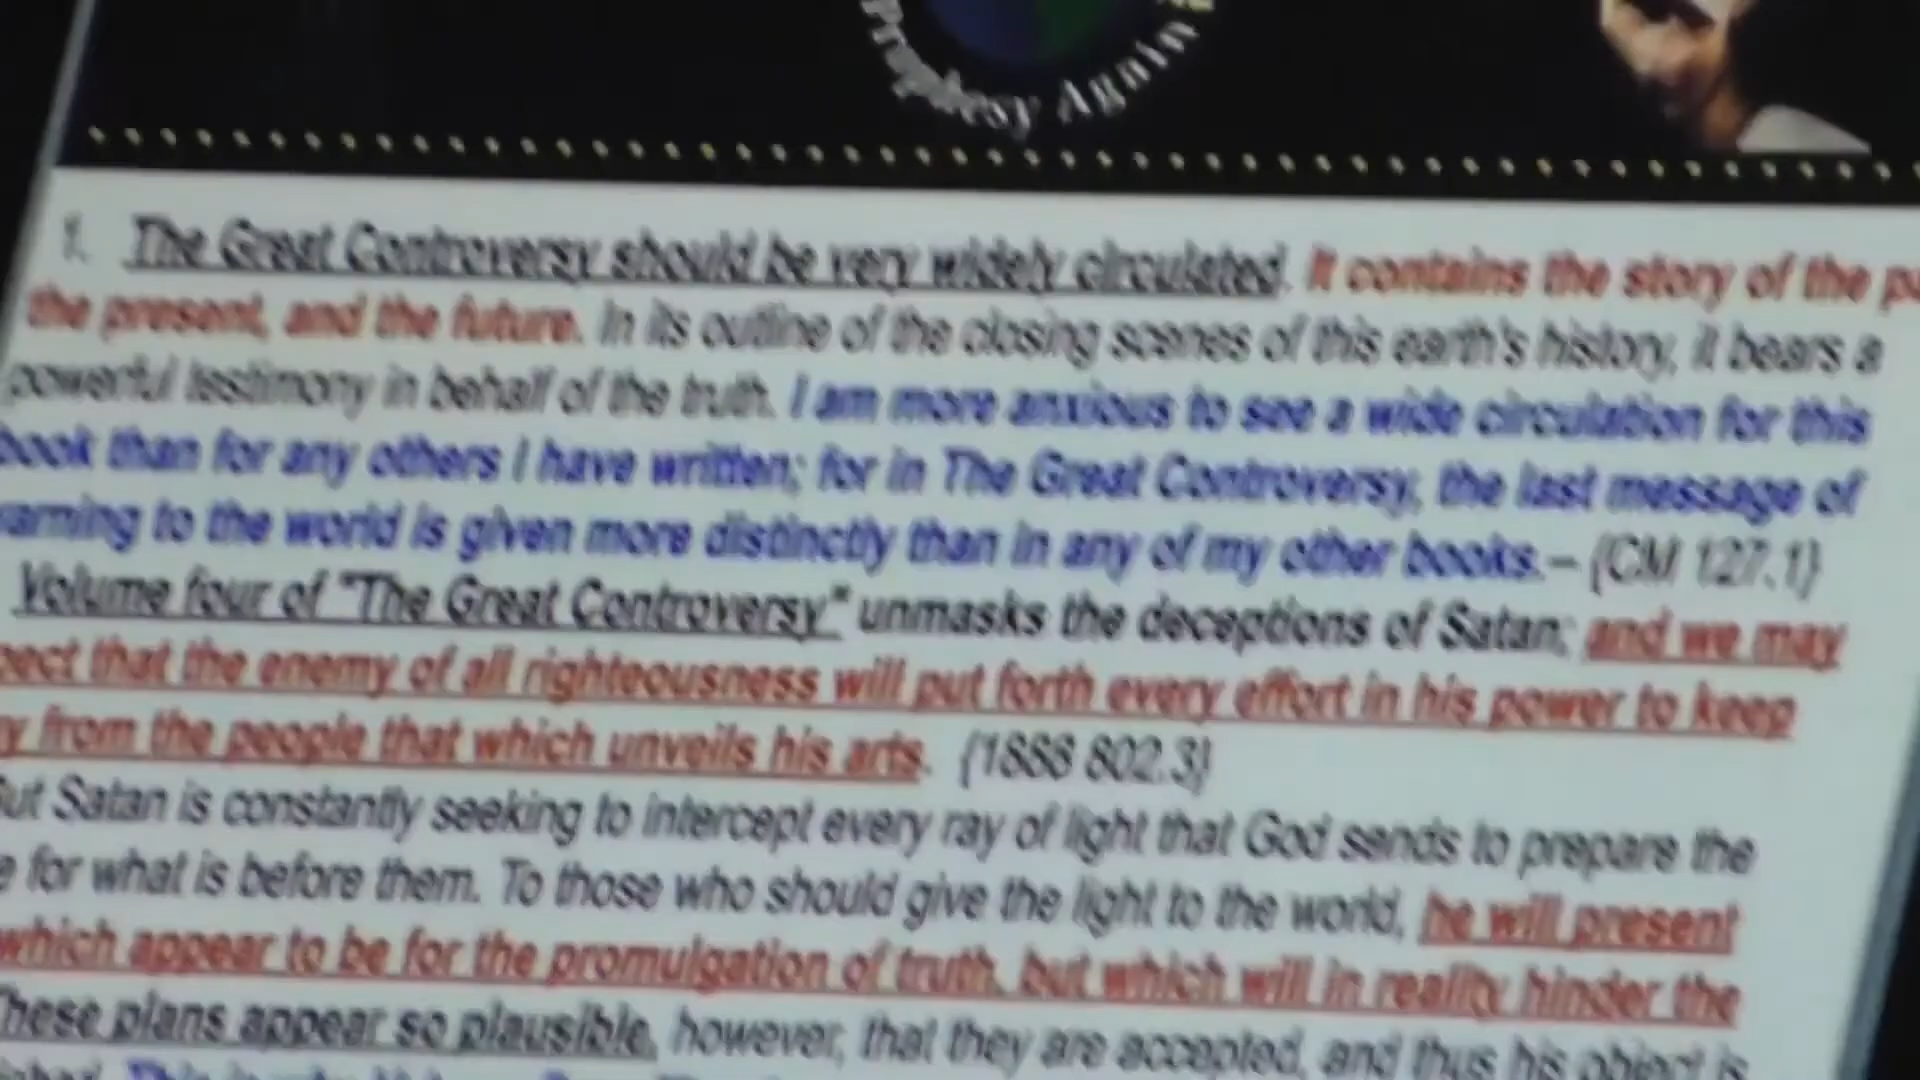 Prophesy Again
1. The Great Controversy should be very widely circulated. It contains the story of the
the present, and the future. In its outline of the closing scenes of this earth's history, it bears a
powerful testimony in behalf of the truth. I am more anxious to see a wide circulation for this
book than for any others I have written; for in The Great Controversy, the last message of
arning to the world is given more distinctly than in any of my other books.– {CM 127.1}
Volume four of "The Great Controversy" unmasks the deceptions of Satan; and we may
pect that the enemy of all righteousness will put forth every effort in his power to keep
y from the people that which unveils his arts. {1888 802.3}
ut Satan is constantly seeking to intercept every ray of light that God sends to prepare the
e for what is before them. To those who should give the light to the world, he will present
which appear to be for the promulgation of truth, but which will in reality hinder the
These plans appear so plausible, however, that they are accepted, and thus his object is